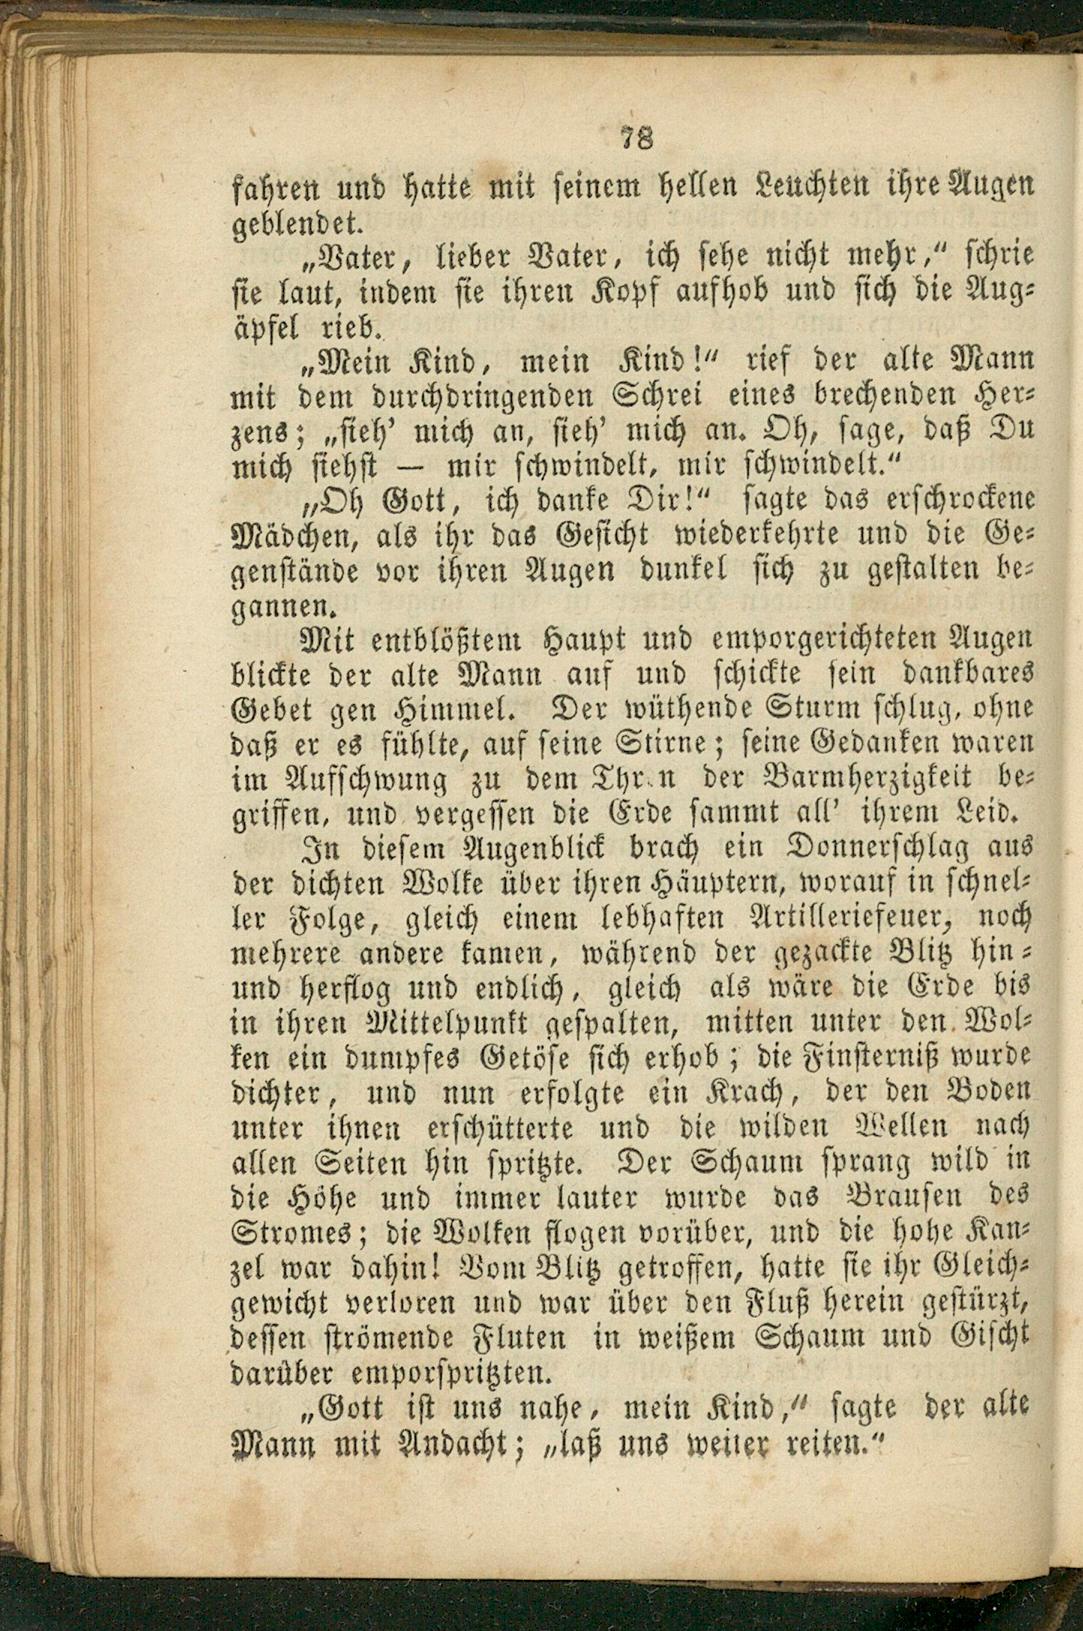 78
fahren und hatte mit seinem hellen Leuchten ihre Augen
geblendet.
„Vater, lieber Vater, ich sehe nicht mehr,“ schrie
sie laut, indem sie ihren Kopf aufhob und sich die Aug-
äpfel rieb.
„Mein Kind, mein Kind!“ rief der alte Mann
mit dem durchdringenden Schrei eines brechenden Her-
zens; „sieh’ mich an, sieh’ mich an. Oh, sage, daß Du
mich siehst — mir schwindelt, mir schwindelt.“
„Oh Gott, ich danke Dir!“ sagte das erschrockene
Mädchen, als ihr das Gesicht wiederkehrte und die Ge-
genstände vor ihren Augen dunkel sich zu gestalten be-
gannen.
Mit entblößtem Haupt und emporgerichteten Augen
blickte der alte Mann auf und schickte sein dankbares
Gebet gen Himmel. Der wüthende Sturm schlug, ohne
daß er es fühlte, auf seine Stirne; seine Gedanken waren
im Aufschwung zu dem Thron der Barmherzigkeit be-
griffen, und vergessen die Erde sammt all’ ihrem Leid.
In diesem Augenblick brach ein Donnerschlag aus
der dichten Wolke über ihren Häuptern, worauf in schnel-
ler Folge, gleich einem lebhaften Artilleriefeuer, noch
mehrere andere kamen, während der gezackte Blitz hin-
und herflog und endlich, gleich als wäre die Erde bis
in ihren Mittelpunkt gespalten, mitten unter den Wol-
ken ein dumpfes Getöse sich erhob; die Finsterniß wurde
dichter, und nun erfolgte ein Krach, der den Boden
unter ihnen erschütterte und die wilden Wellen nach
allen Seiten hin spritzte. Der Schaum sprang wild in
die Höhe und immer lauter wurde das Brausen des
Stromes; die Wolken flogen vorüber, und die hohe Kan-
zel war dahin! Vom Blitz getroffen, hatte sie ihr Gleich-
gewicht verloren und war über den Fluß herein gestürzt,
dessen strömende Fluten in weißem Schaum und Gischt
darüber emporspritzten.
„Gott ist uns nahe, mein Kind,“ sagte der alte
Mann mit Andacht; „laß uns weiter reiten.“